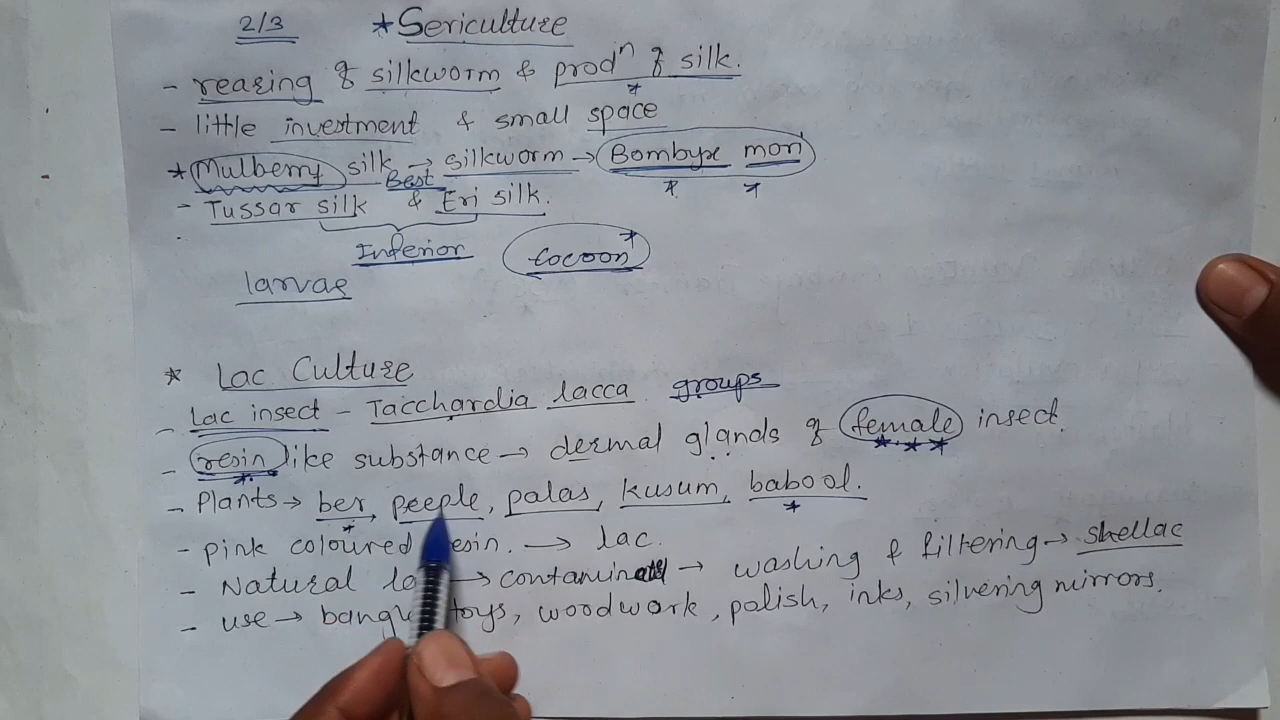 2/3 * Sericulture
- rearing of silkworm & prodn of silk.
- little investment & small space
* Mulberry silk → silkworm → Bombyx mori
Best
- Tussar silk & Eri silk.
Inferior cocoon
larvae
* Lac Culture
- Lac insect - Tacchardia lacca groups
- resin like substance → dermal glands of female insect.
- Plants → ber, peeple, palas, kusum, babool.
- pink coloured resin. → lac.
- Natural → washing & filtering → shellac
- use → toys, woodwork, polish, inks, silvering mirrors.